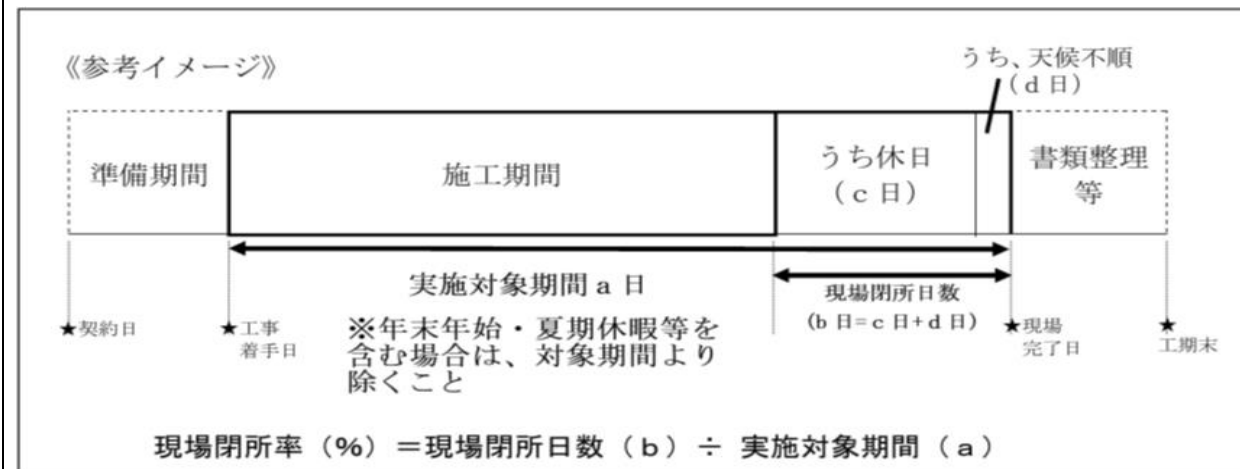 《参考イメージ》
うち、天候不順
（ｄ 日）
準備期間
施工期間
うち休日
（ｃ 日）
書類整理
等
実施対象期間 a 日
現場閉所日数
(b 日＝c 日+d 日)
★契約日
★工事
着手日
※年末年始・夏期休暇等を
含む場合は、対象期間より
除くこと
★現場
完了日
★
工期末
現場閉所率（%）＝現場閉所日数（b）÷ 実施対象期間（a）